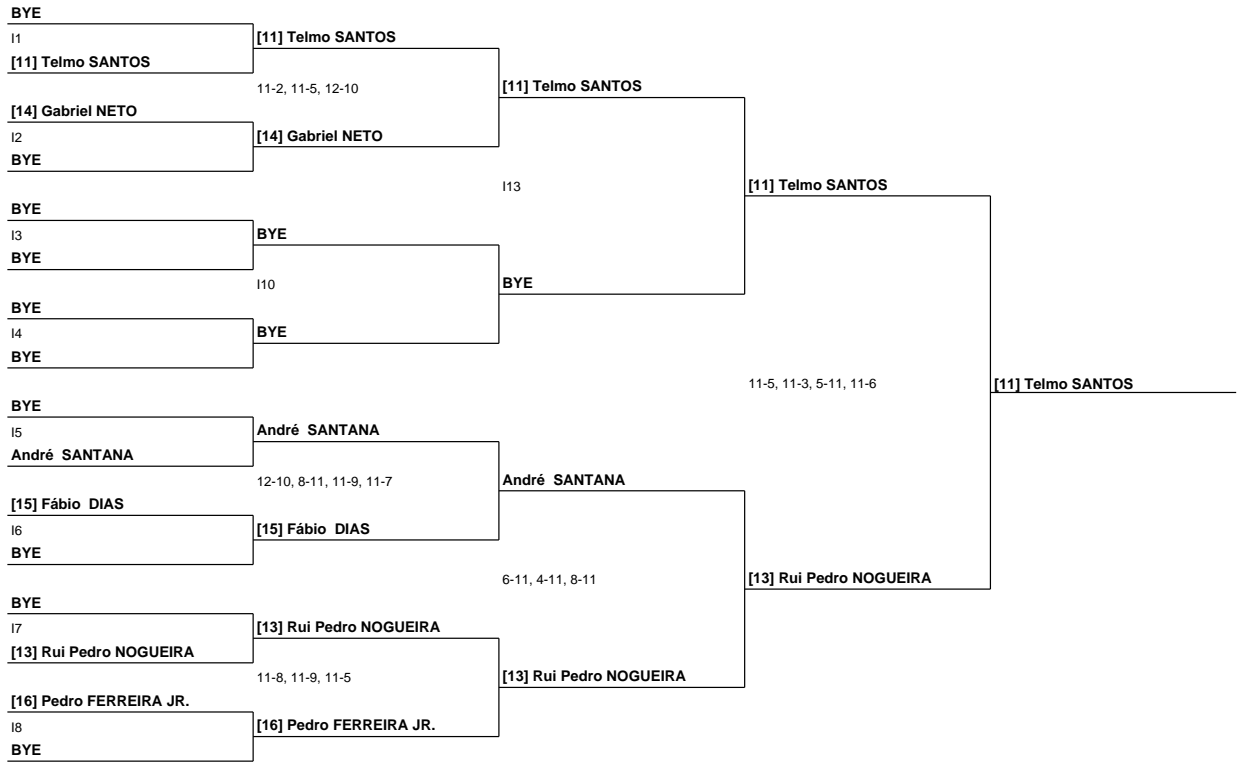 BYE
I1
[11] Telmo SANTOS
[14] Gabriel NETO
I2
BYE
BYE
I3
BYE
BYE
I4
BYE
BYE
I5
André  SANTANA
[15] Fábio  DIAS
I6
BYE
BYE
I7
[13] Rui Pedro NOGUEIRA
[16] Pedro FERREIRA JR.
I8
BYE
[11] Telmo SANTOS
11-2, 11-5, 12-10
[14] Gabriel NETO
BYE
I10
BYE
André  SANTANA
12-10, 8-11, 11-9, 11-7
[15] Fábio  DIAS
[13] Rui Pedro NOGUEIRA
11-8, 11-9, 11-5
[16] Pedro FERREIRA JR.
[11] Telmo SANTOS
I13
BYE
André  SANTANA
6-11, 4-11, 8-11
[13] Rui Pedro NOGUEIRA
[11] Telmo SANTOS
11-5, 11-3, 5-11, 11-6
[13] Rui Pedro NOGUEIRA
[11] Telmo SANTOS